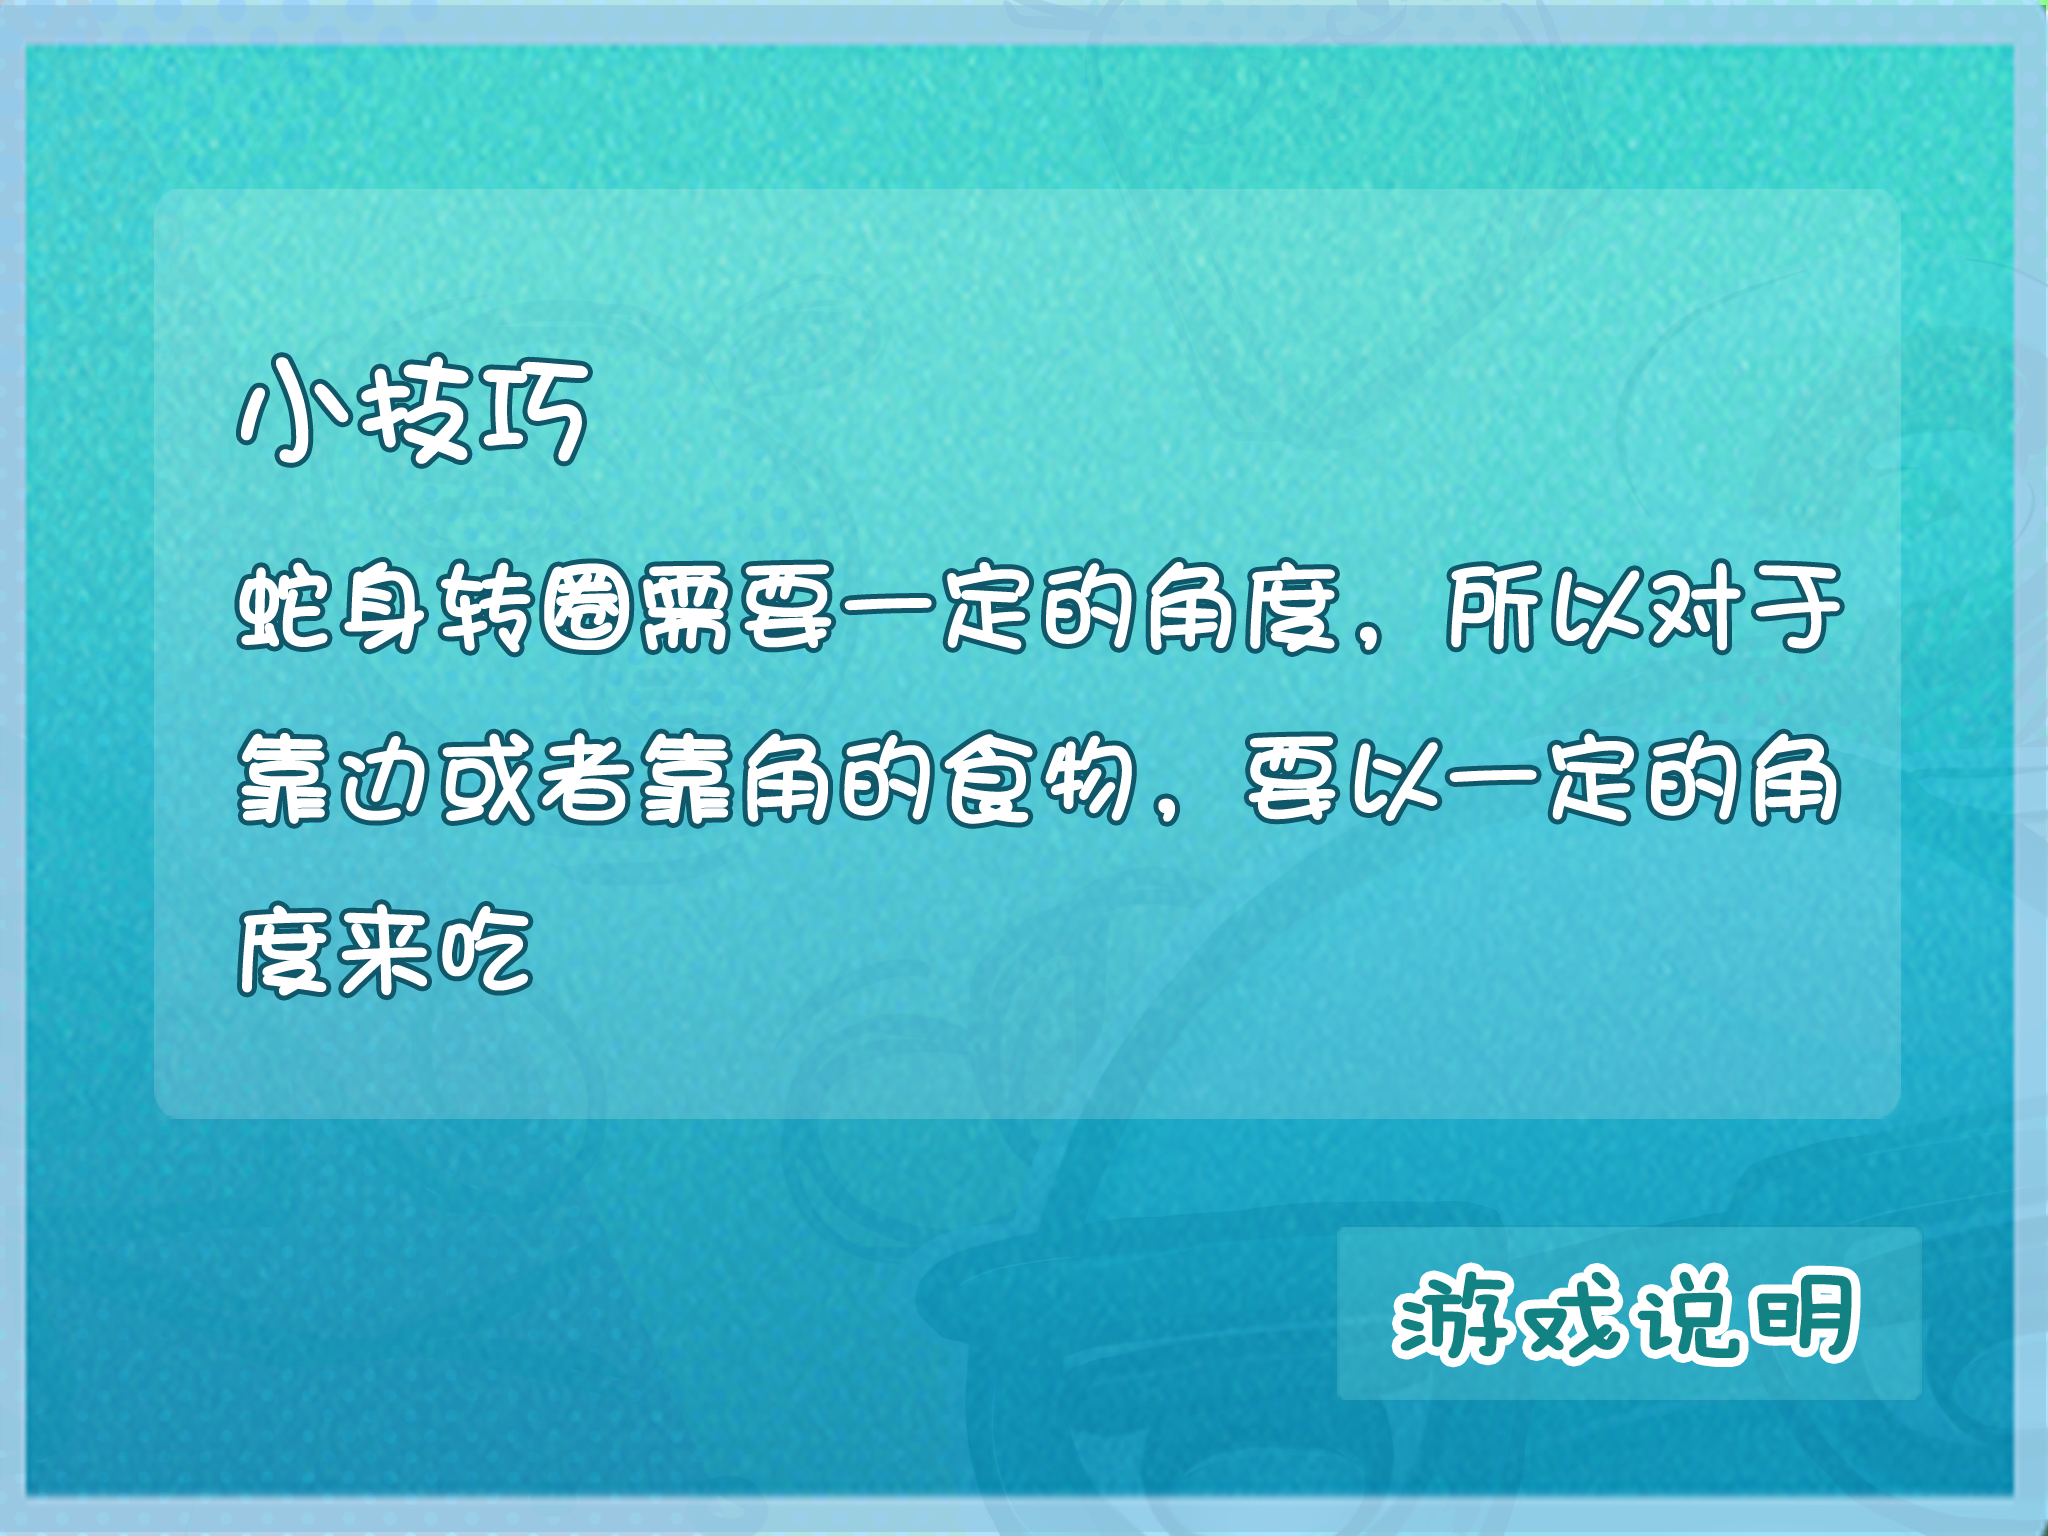 小技巧
蛇身转圈需要一定的角度，所以对于
靠边或者靠角的食物，要以一定的角
度来吃
游戏说明